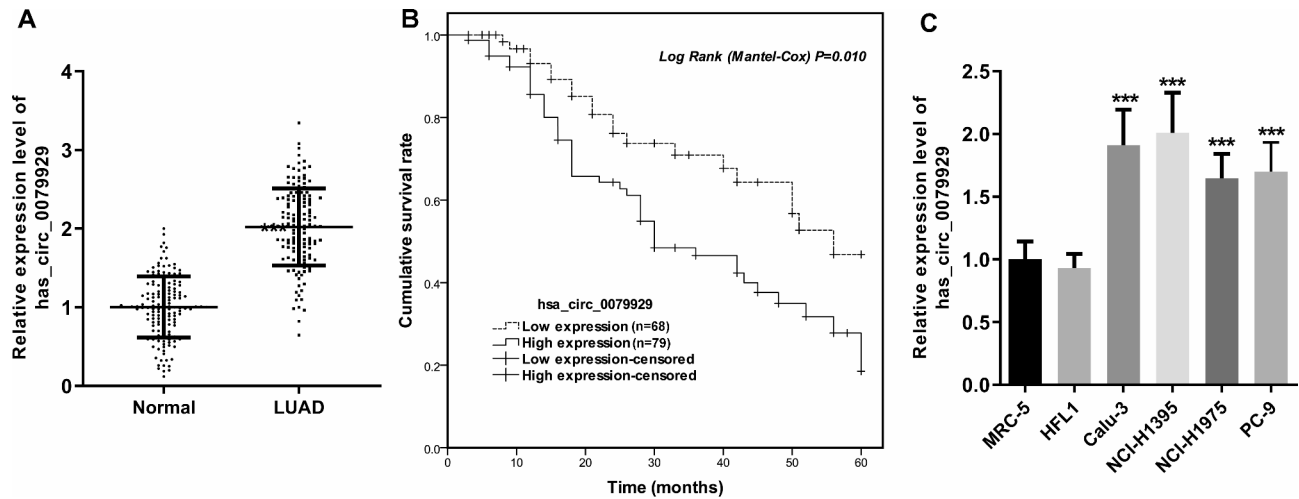 A
Relative expression level of
has_circ_0079929
4
3
2
1
0
***
Normal
LUAD
B
Cumulative survival rate
1.0
0.8
0.6
0.4
0.2
0.0
Log Rank (Mantel-Cox) P=0.010
hsa_circ_0079929
Low expression (n=68)
High expression (n=79)
Low expression-censored
High expression-censored
0
10
20
30
40
50
60
Time (months)
C
Relative expression level of
has_circ_0079929
2.5
2.0
1.5
1.0
0.5
0.0
***
***
***
***
MRC-5
HFL1
Calu-3
NCI-H1395
NCI-H1975
PC-9